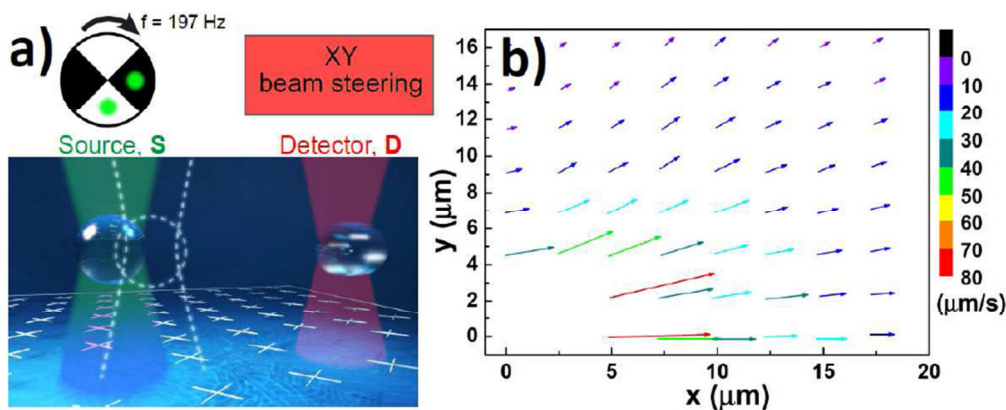 a)
f = 197 Hz
XY
beam steering
Source, S
Detector, D
b)
y (μm)
16
14
12
10
8
6
4
2
0
0
5
10
15
20
x (μm)
0
10
20
30
40
50
60
70
80
(μm/s)